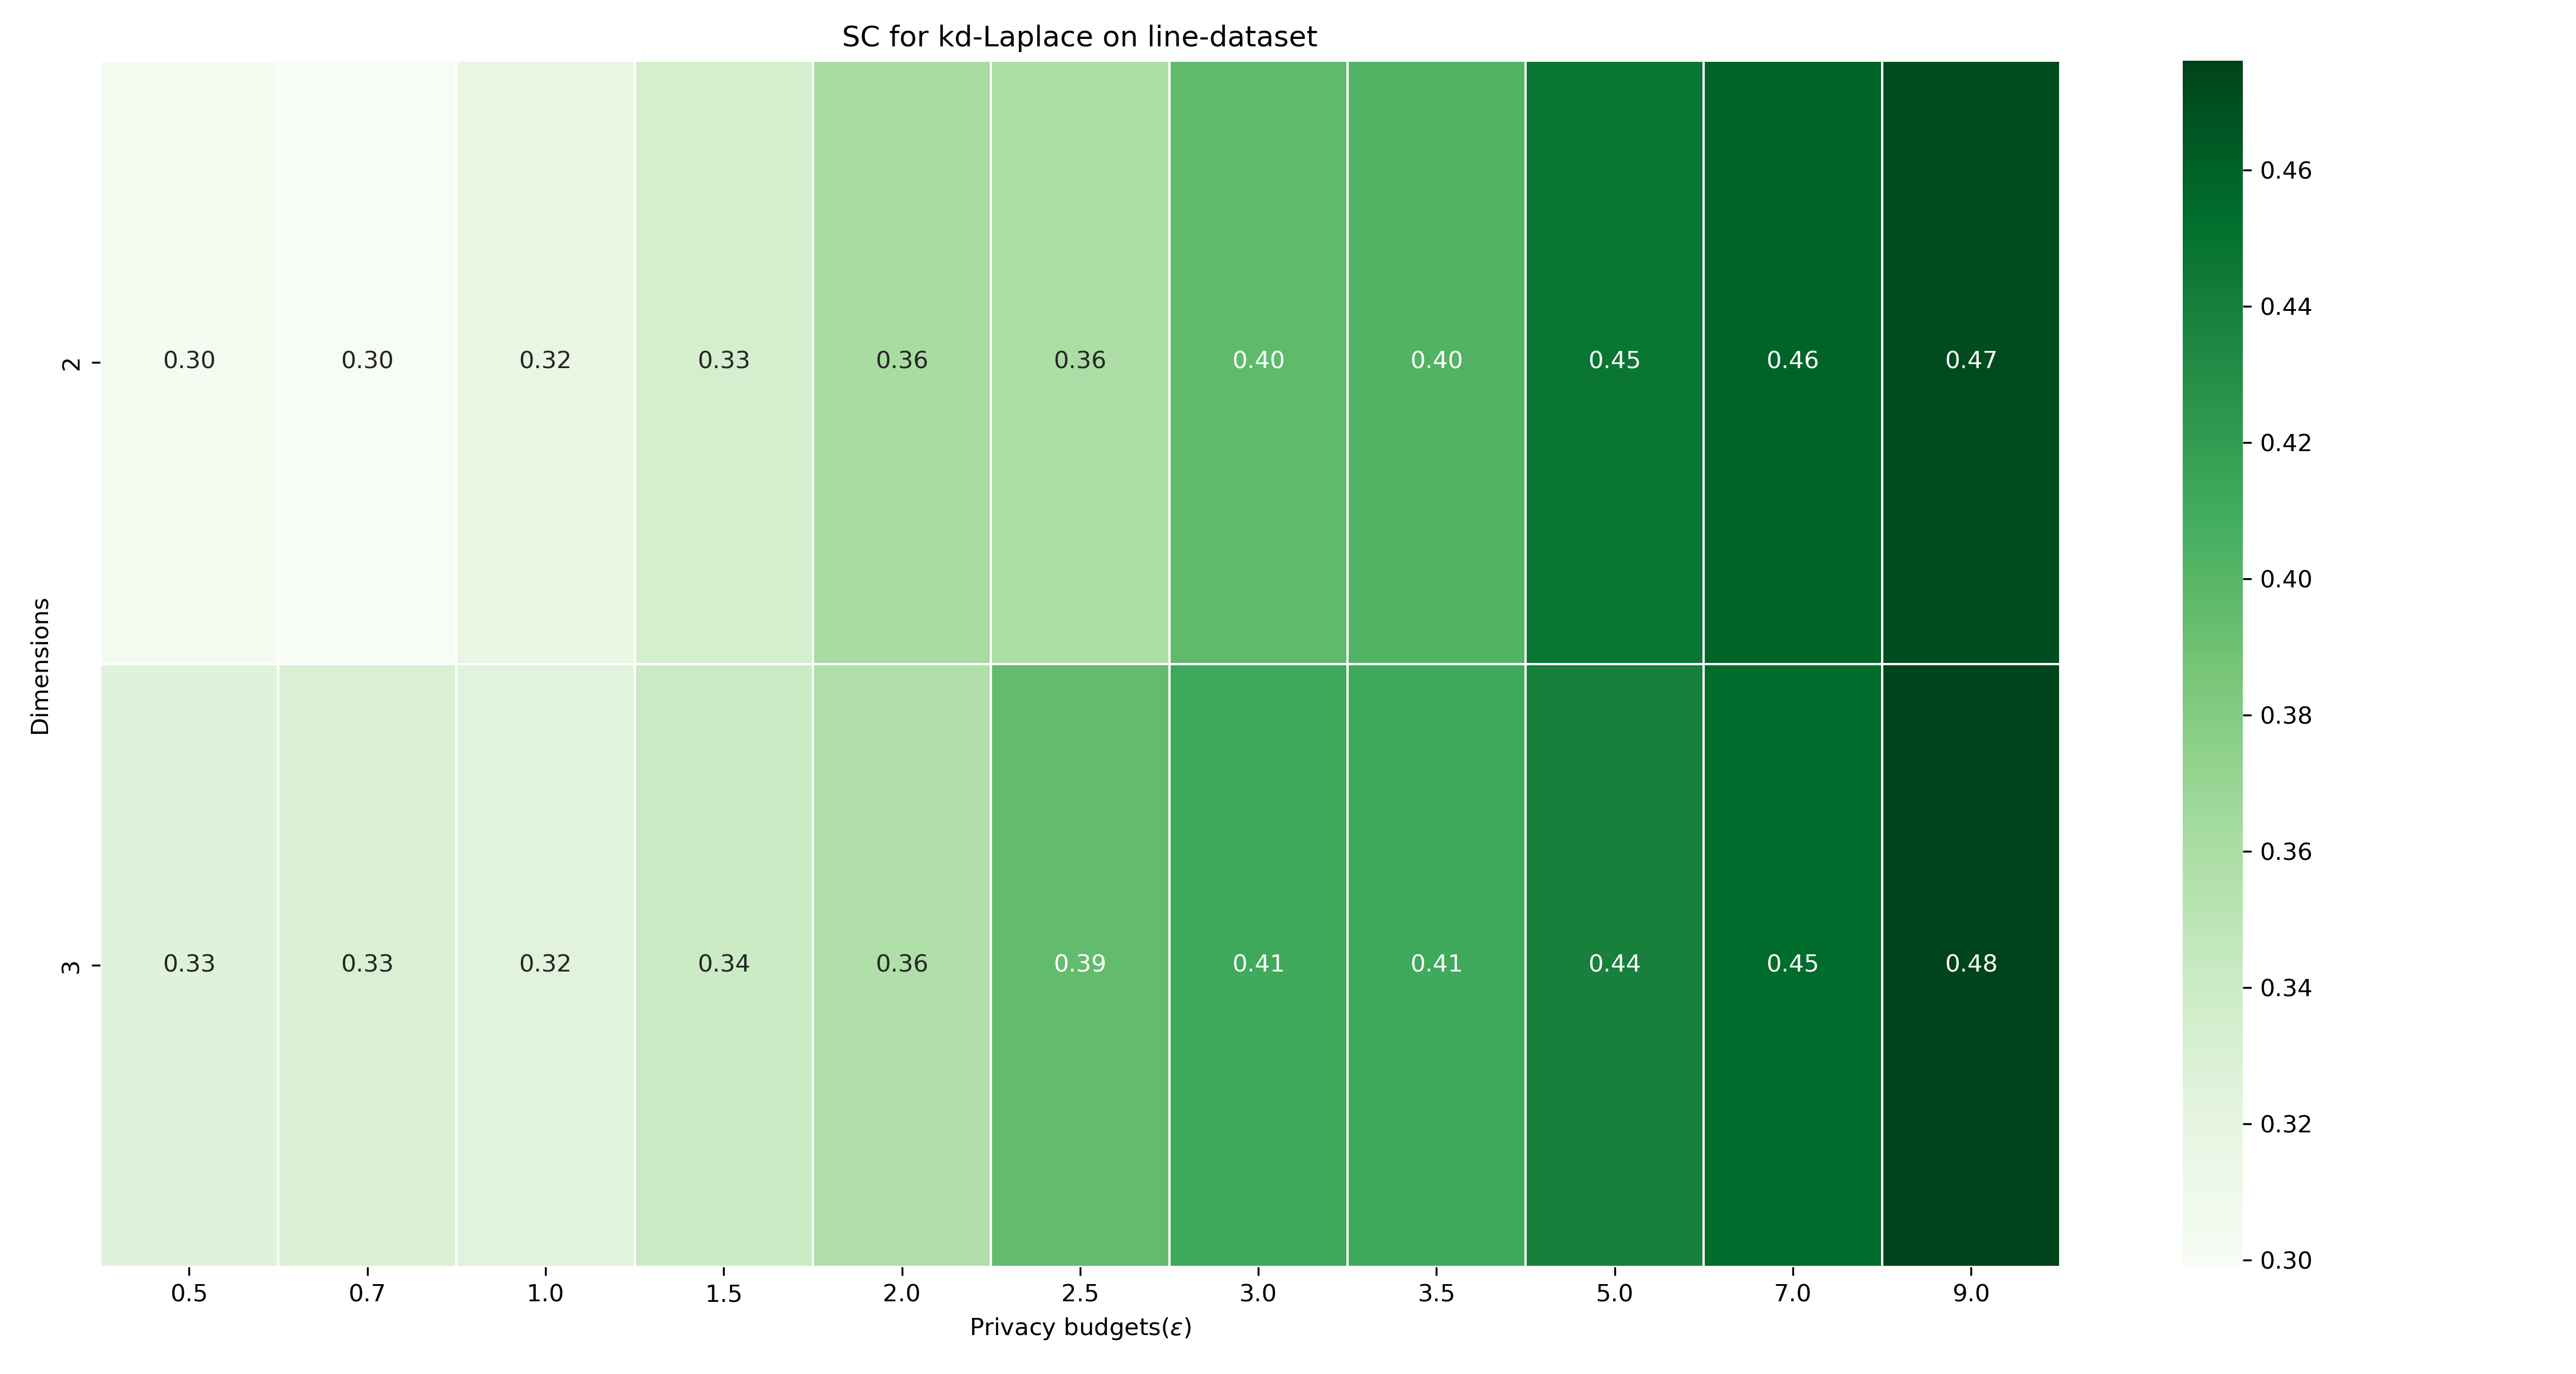 SC for kd-Laplace on line-dataset
Dimensions
2
0.30 0.30 0.32 0.33 0.36 0.36 0.40 0.40 0.45 0.46 0.47
3
0.33 0.33 0.32 0.34 0.36 0.39 0.41 0.41 0.44 0.45 0.48
0.5 0.7 1.0 1.5 2.0 2.5 3.0 3.5 5.0 7.0 9.0
Privacy budgets(ε)
0.46
0.44
0.42
0.40
0.38
0.36
0.34
0.32
0.30